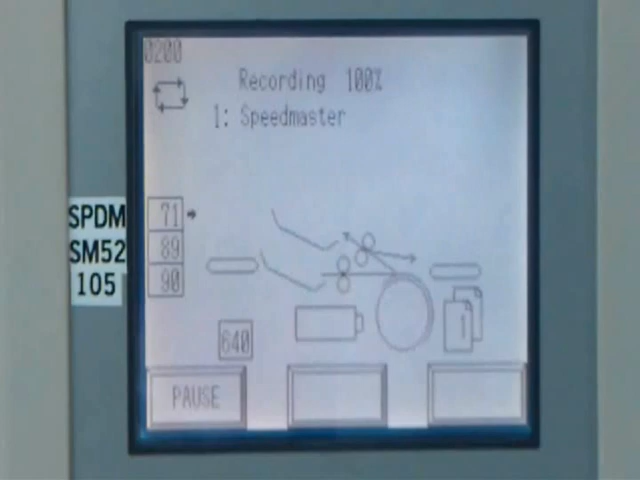 0200
Recording 100%
1: Speedmaster
SPDM 71
SM52 89
105 90
640
1
PAUSE